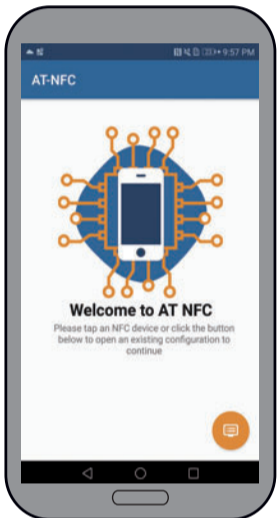 9:57 PM
AT-NFC
Welcome to AT NFC
Please tap an NFC device or click the button
below to open an existing configuration to
continue